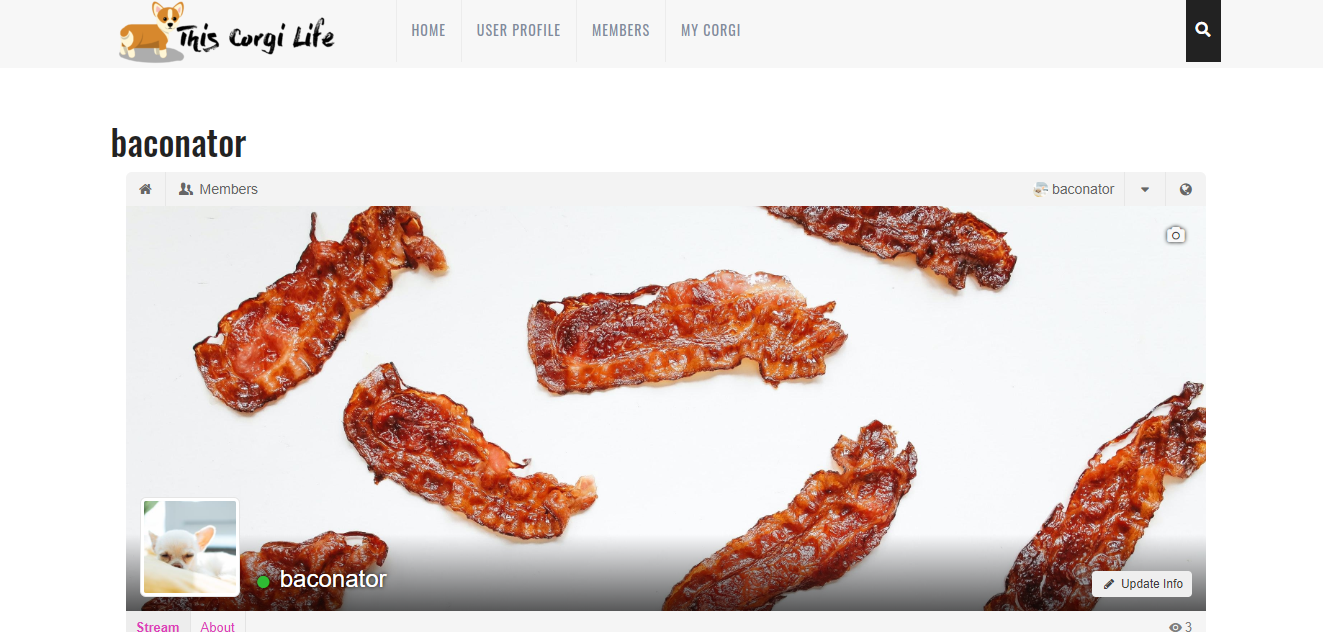 This Corgi Life
HOME USER PROFILE MEMBERS MY CORGI
baconator
Members baconator
baconator
Update Info
Stream About 3